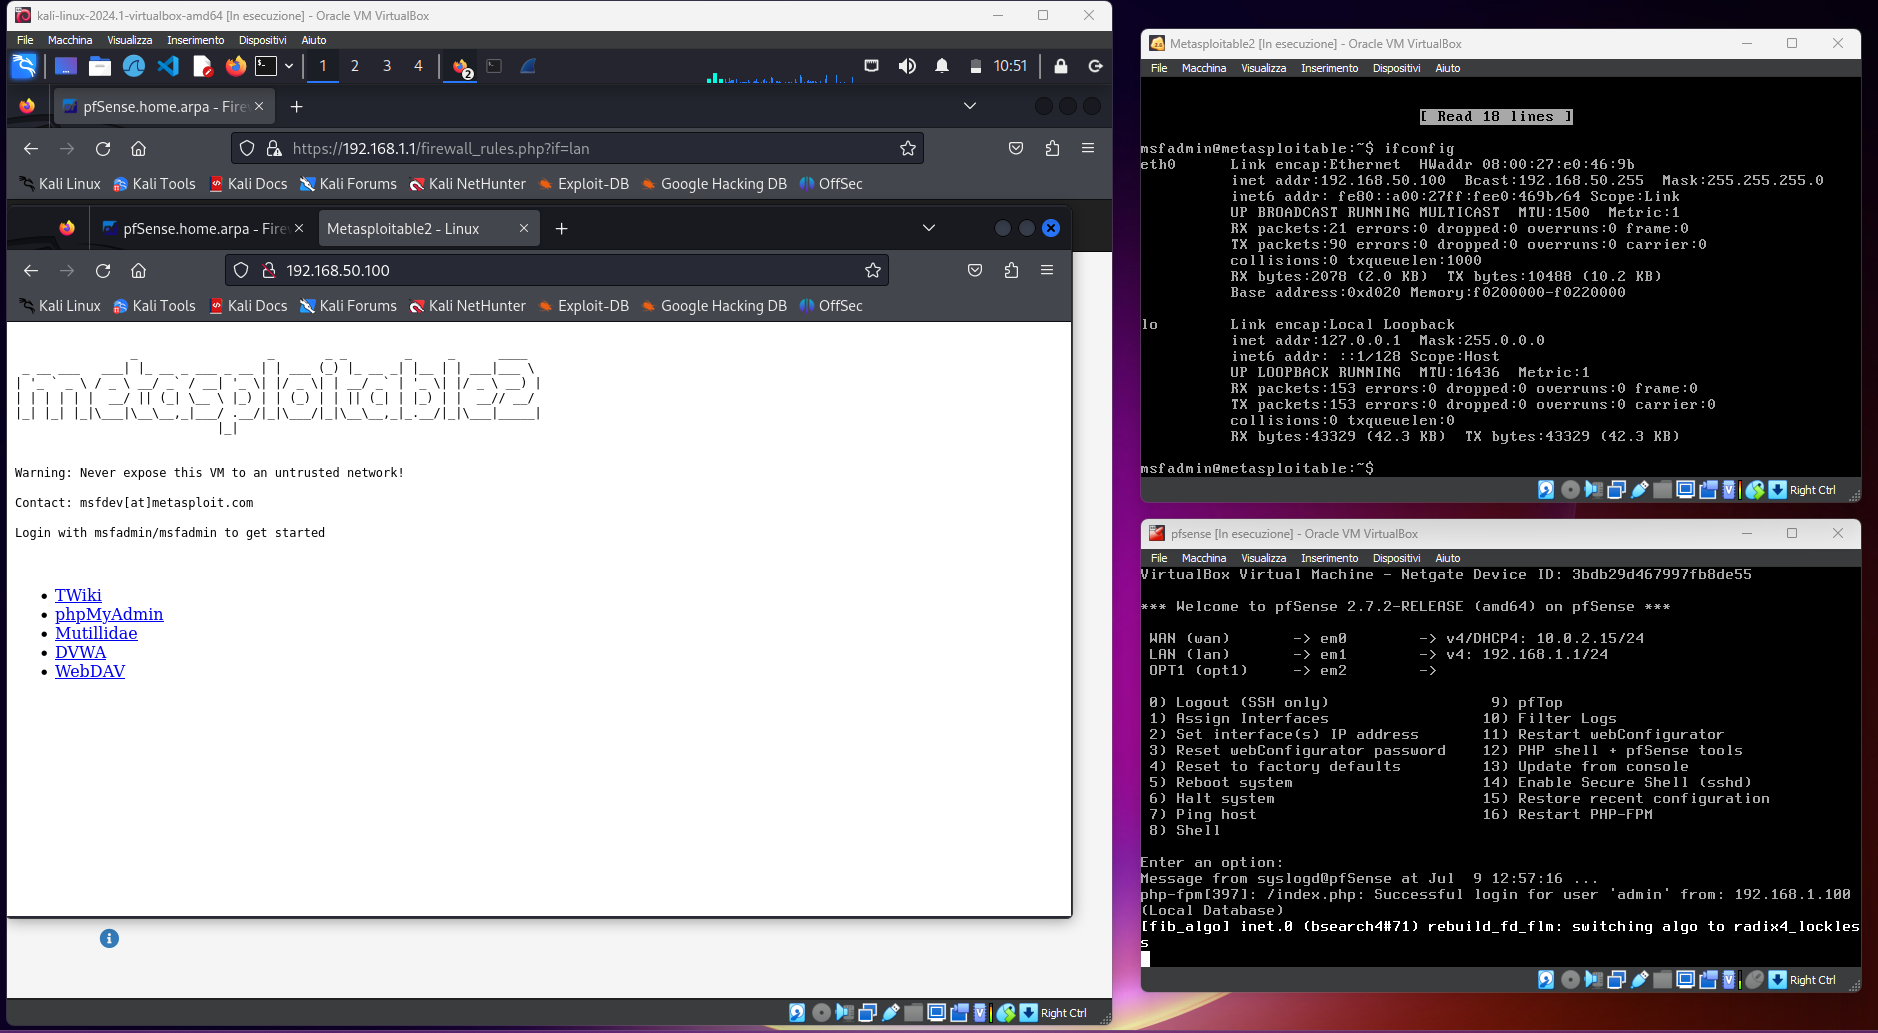 kali-linux-2024.1-virtualbox-amd64 [In esecuzione] - Oracle VM VirtualBox
File Macchina Visualizza Inserimento Dispositivi Aiuto
1 2 3 4 2 10:51
pfSense.home.arpa - Firew
https://192.168.1.1/firewall_rules.php?if=lan
Kali Linux Kali Tools Kali Docs Kali Forums Kali NetHunter Exploit-DB Google Hacking DB OffSec
pfSense.home.arpa - Firew Metasploitable2 - Linux
192.168.50.100
Kali Linux Kali Tools Kali Docs Kali Forums Kali NetHunter Exploit-DB Google Hacking DB OffSec
metasploitable2
Warning: Never expose this VM to an untrusted network!
Contact: msfdev[at]metasploit.com
Login with msfadmin/msfadmin to get started
TWiki
phpMyAdmin
Mutillidae
DVWA
WebDAV
Right Ctrl
Metasploitable2 [In esecuzione] - Oracle VM VirtualBox
File Macchina Visualizza Inserimento Dispositivi Aiuto
[ Read 18 lines ]
msfadmin@metasploitable:~$ ifconfig
eth0 Link encap:Ethernet HWaddr 08:00:27:e0:46:9b
inet addr:192.168.50.100 Bcast:192.168.50.255 Mask:255.255.255.0
inet6 addr: fe80::a00:27ff:fee0:469b/64 Scope:Link
UP BROADCAST RUNNING MULTICAST MTU:1500 Metric:1
RX packets:21 errors:0 dropped:0 overruns:0 frame:0
TX packets:90 errors:0 dropped:0 overruns:0 carrier:0
collisions:0 txqueuelen:1000
RX bytes:2078 (2.0 KB) TX bytes:10488 (10.2 KB)
Base address:0xd020 Memory:f0200000-f0220000
lo Link encap:Local Loopback
inet addr:127.0.0.1 Mask:255.0.0.0
inet6 addr: ::1/128 Scope:Host
UP LOOPBACK RUNNING MTU:16436 Metric:1
RX packets:153 errors:0 dropped:0 overruns:0 frame:0
TX packets:153 errors:0 dropped:0 overruns:0 carrier:0
collisions:0 txqueuelen:0
RX bytes:43329 (42.3 KB) TX bytes:43329 (42.3 KB)
msfadmin@metasploitable:~$
Right Ctrl
pfsense [In esecuzione] - Oracle VM VirtualBox
File Macchina Visualizza Inserimento Dispositivi Aiuto
VirtualBox Virtual Machine - Netgate Device ID: 3bdb29d467997fb8de55
*** Welcome to pfSense 2.7.2-RELEASE (amd64) on pfSense ***
WAN (wan) -> em0 -> v4/DHCP4: 10.0.2.15/24
LAN (lan) -> em1 -> v4: 192.168.1.1/24
OPT1 (opt1) -> em2 ->
0) Logout (SSH only) 9) pfTop
1) Assign Interfaces 10) Filter Logs
2) Set interface(s) IP address 11) Restart webConfigurator
3) Reset webConfigurator password 12) PHP shell + pfSense tools
4) Reset to factory defaults 13) Update from console
5) Reboot system 14) Enable Secure Shell (sshd)
6) Halt system 15) Restore recent configuration
7) Ping host 16) Restart PHP-FPM
8) Shell
Enter an option:
Message from syslogd@pfSense at Jul 9 12:57:16 ...
php-fpm[397]: /index.php: Successful login for user 'admin' from: 192.168.1.100
(Local Database)
[fib_algo] inet.0 (bsearch4#71) rebuild_fd_flm: switching algo to radix4_lockles
s
Right Ctrl